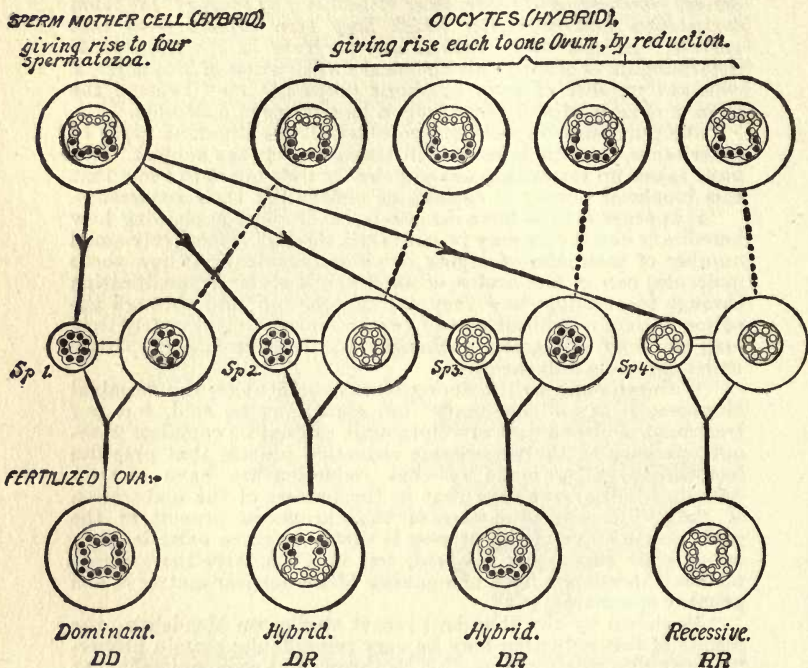 SPERM MOTHER CELL (HYBRID),
giving rise to four
spermatozoa.
OOCYTES (HYBRID),
giving rise each to one Ovum, by reduction.
Sp 1.
Sp 2.
Sp 3.
Sp 4.
FERTILIZED OVA:-
Dominant.
DD
Hybrid.
DR
Hybrid.
DR
Recessive.
RR